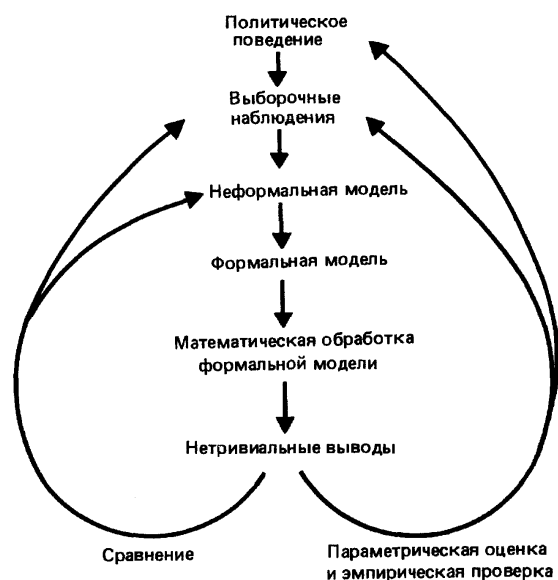 Политическое
поведение
Выборочные
наблюдения
Неформальная модель
Формальная модель
Математическая обработка
формальной модели
Нетривиальные выводы
Сравнение
Параметрическая оценка
и эмпирическая проверка